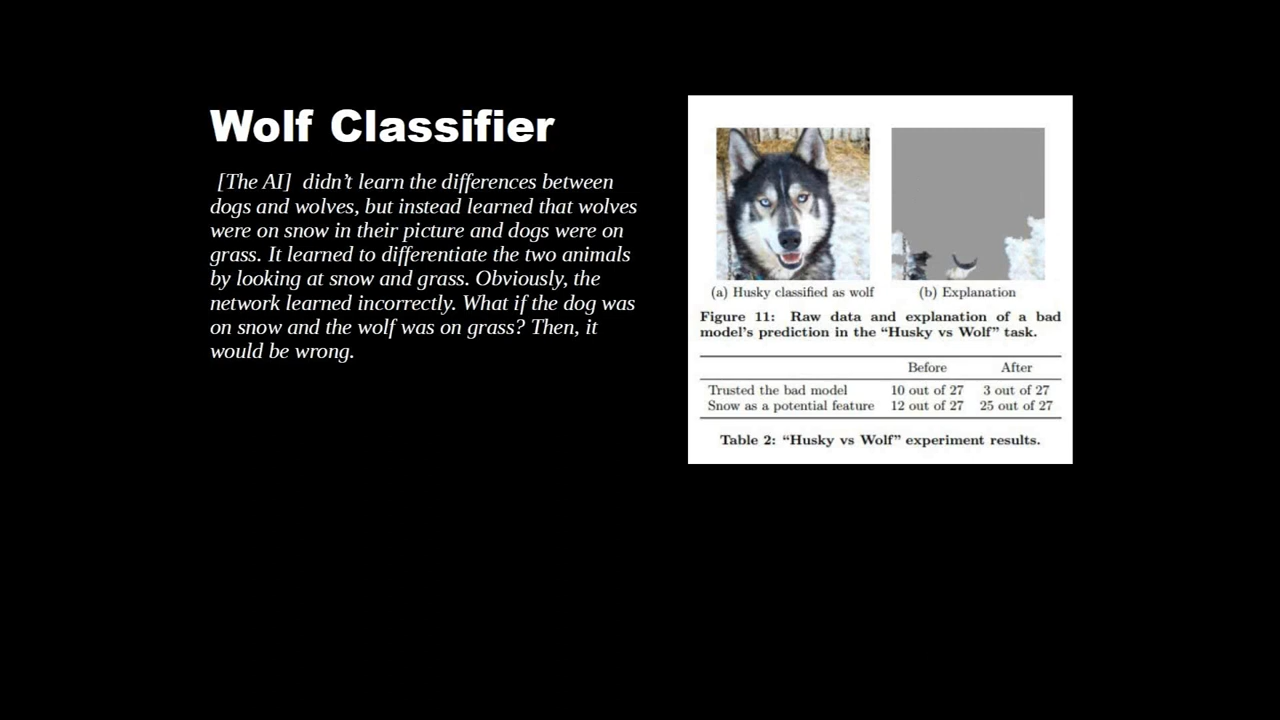 Wolf Classifier
[The AI]  didn’t learn the differences between
dogs and wolves, but instead learned that wolves
were on snow in their picture and dogs were on
grass. It learned to differentiate the two animals
by looking at snow and grass. Obviously, the
network learned incorrectly. What if the dog was
on snow and the wolf was on grass? Then, it
would be wrong.
(a) Husky classified as wolf
(b) Explanation
Figure 11: Raw data and explanation of a bad
model’s prediction in the “Husky vs Wolf” task.
Before After
Trusted the bad model 10 out of 27 3 out of 27
Snow as a potential feature 12 out of 27 25 out of 27
Table 2: “Husky vs Wolf” experiment results.